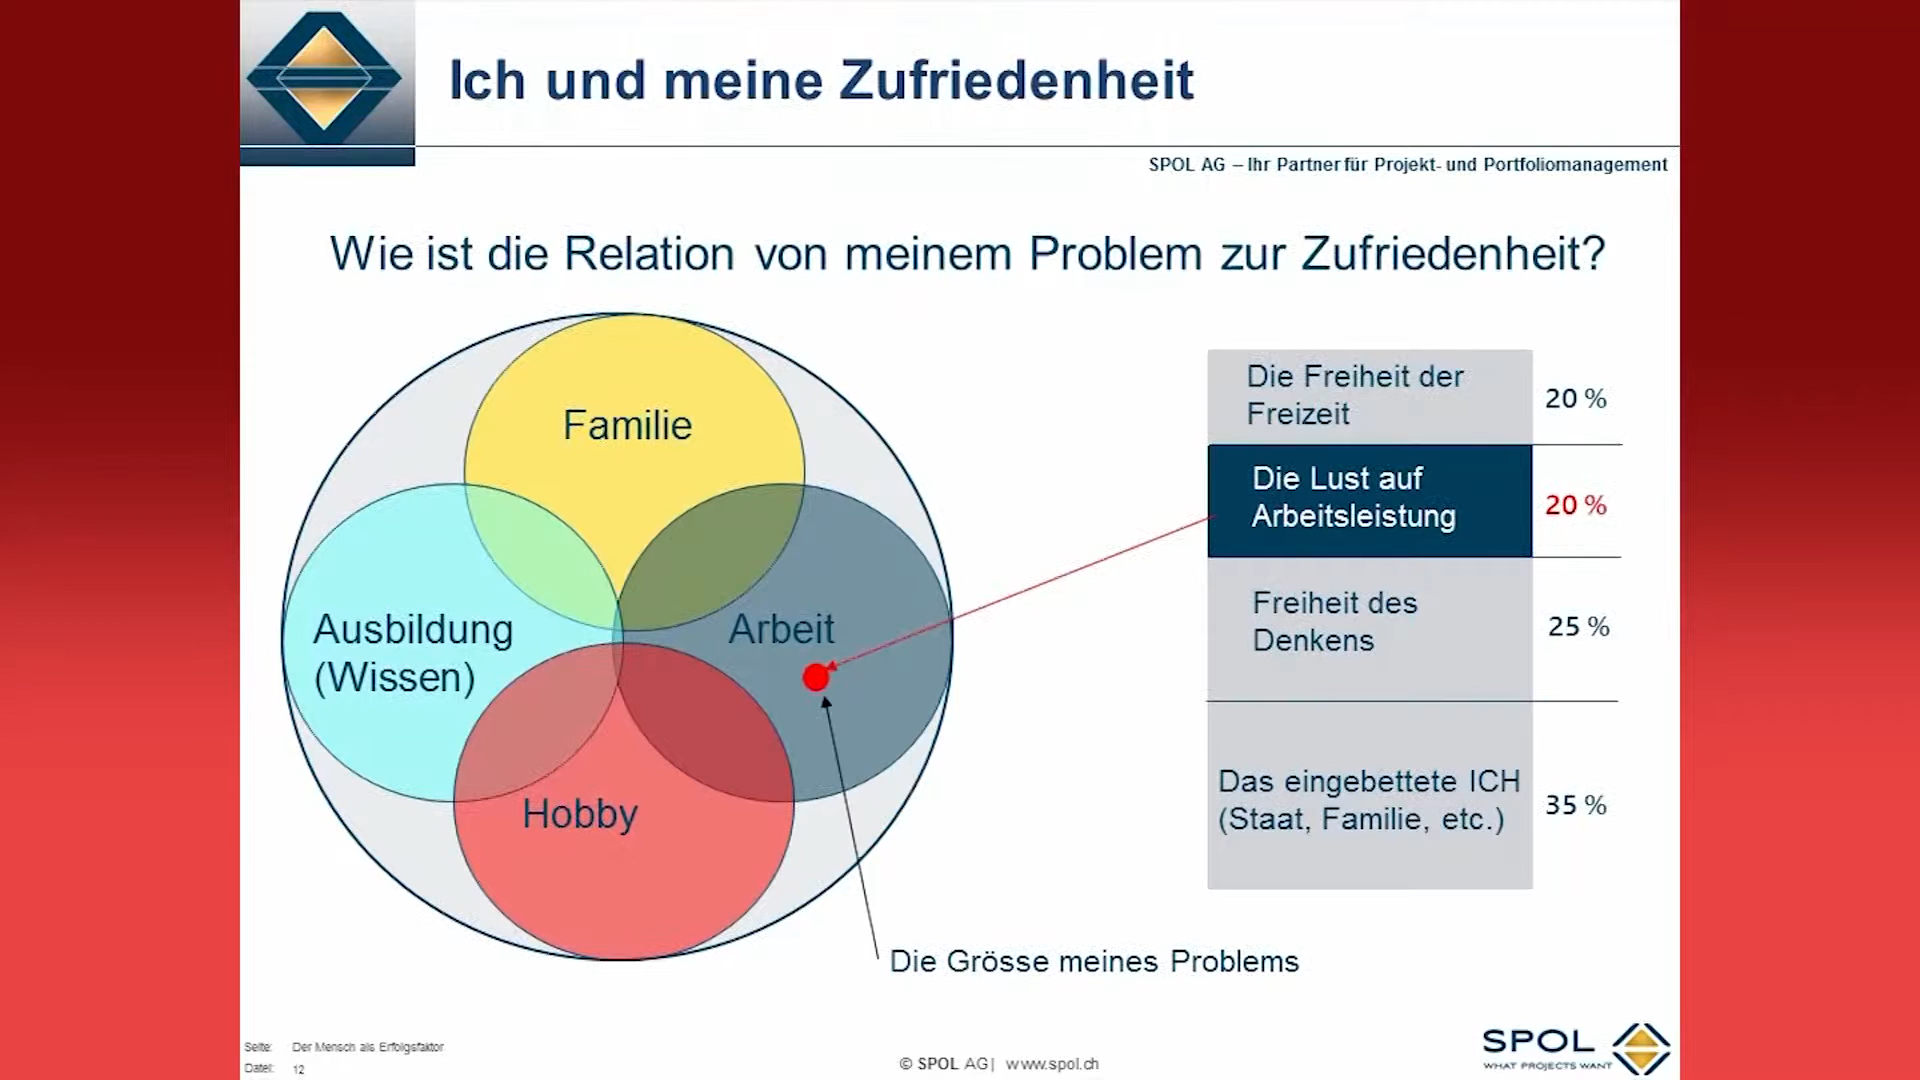 Ich und meine Zufriedenheit
SPOL AG – Ihr Partner für Projekt- und Portfoliomanagement
Wie ist die Relation von meinem Problem zur Zufriedenheit?
Familie
Ausbildung
(Wissen)
Arbeit
Hobby
Die Grösse meines Problems
Die Freiheit der
Freizeit
20 %
Die Lust auf
Arbeitsleistung
20 %
Freiheit des
Denkens
25 %
Das eingebettete ICH
(Staat, Familie, etc.)
35 %
Seite: Der Mensch als Erfolgsfaktor
Datei: 12
© SPOL AG| www.spol.ch
SPOL
WHAT PROJECTS WANT